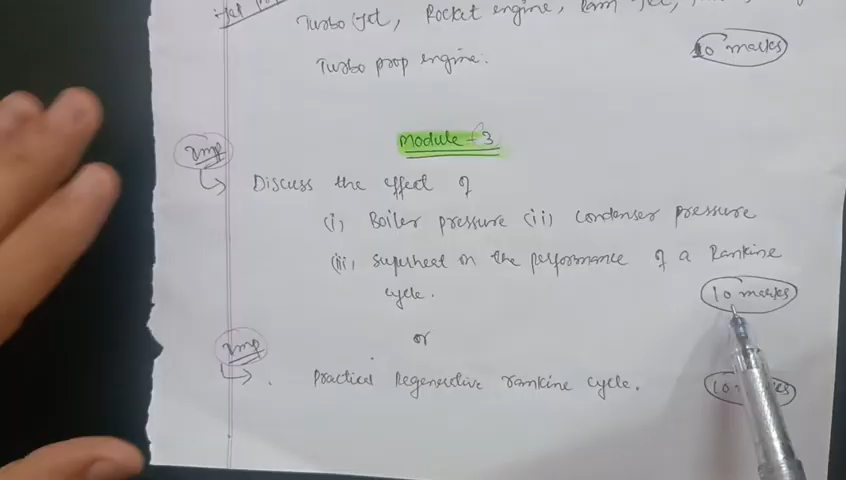 Turbo jet, Rocket engine, Ram jet,
Turbo prop engine.
10 marks
Module - 3
Imp
Discuss the effect of
(i) Boiler pressure (ii) Condenser pressure
(ii) Superheat on the performance of a Rankine
cycle.
10 marks
or
Imp
Practical Regenerative rankine cycle.